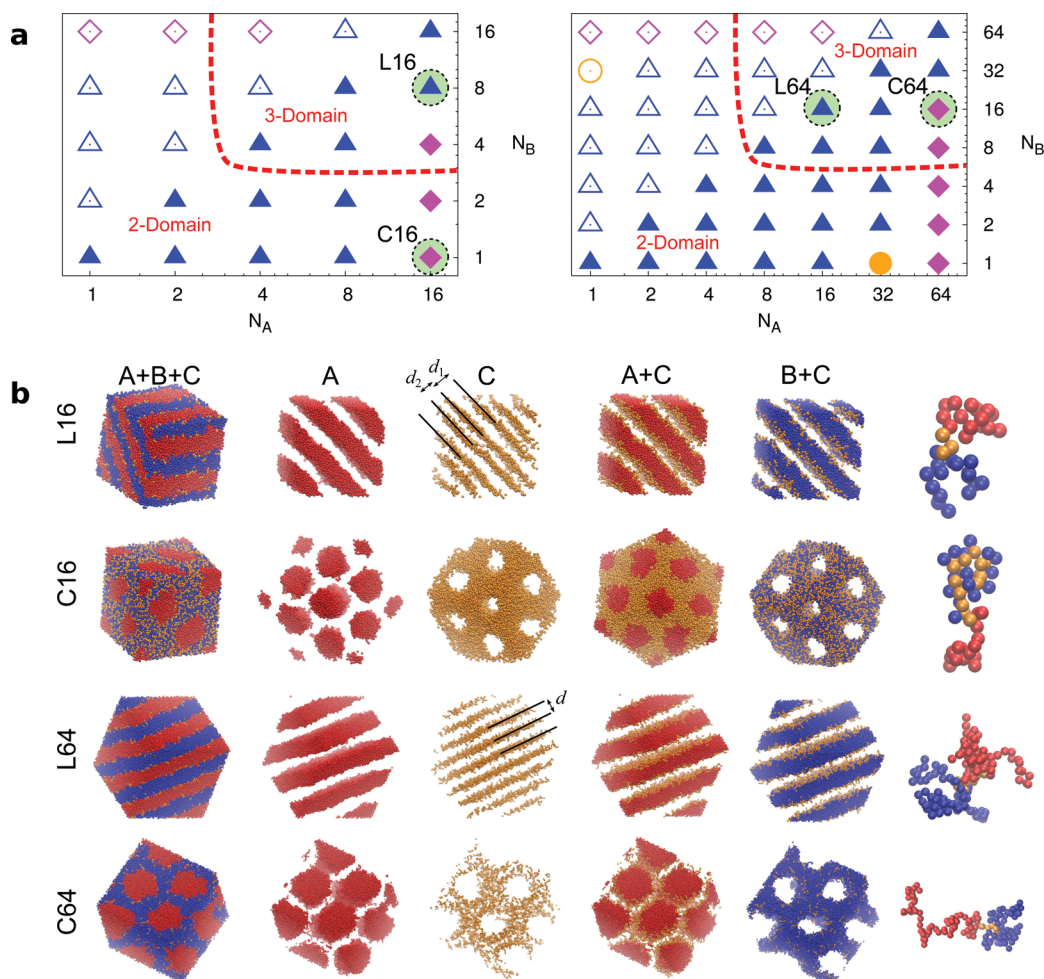 a
16
8
4
2
1
N_B
L16
3-Domain
2-Domain
C16
1 2 4 8 16
N_A
64
32
16
8
4
2
1
N_B
3-Domain
L64 C64
2-Domain
1 2 4 8 16 32 64
N_A
b
A+B+C A C A+C B+C
d_2 d_1
L16
C16
d
L64
C64